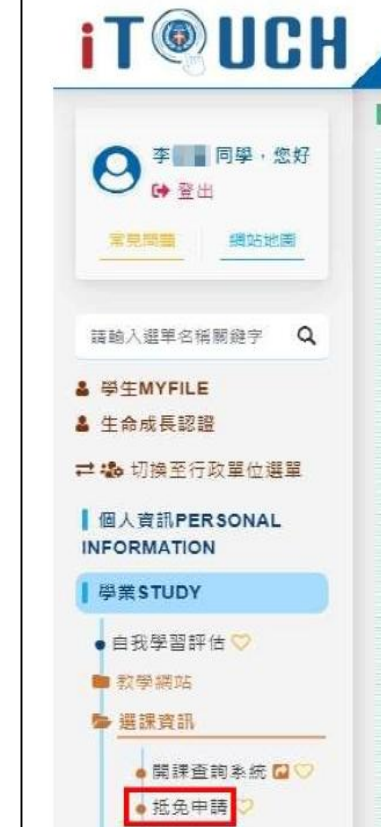 iTOUCH
李 同學，您好
登出
常見問題 網站地圖
請輸入選單名稱關鍵字
學生MYFILE
生命成長認證
切換至行政單位選單
個人資訊PERSONAL
INFORMATION
學業STUDY
自我學習評估
教學網站
選課資訊
開課查詢系統
抵免申請